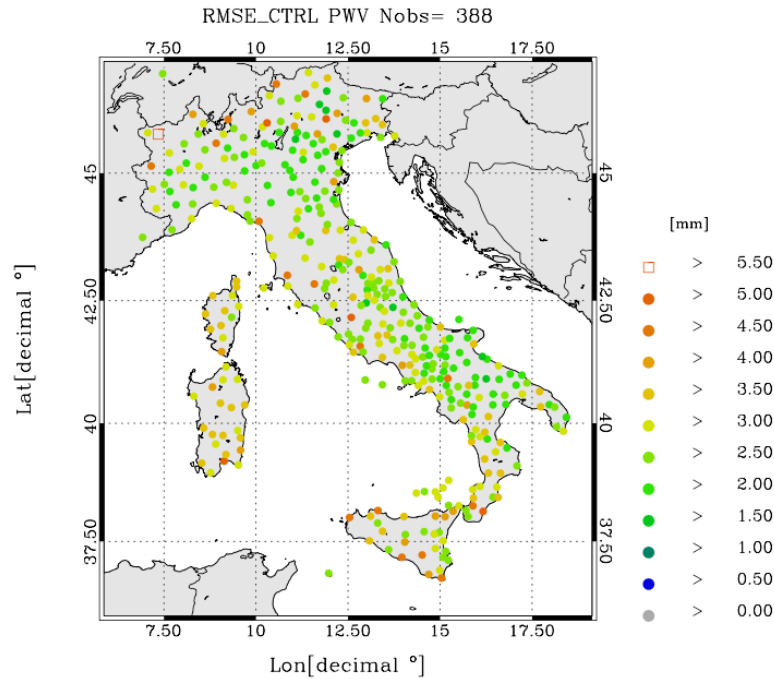 RMSE_CTRL PWV Nobs= 388
7.50 10 12.50 15 17.50
45 45
42.50 42.50
40 40
37.50 37.50
7.50 10 12.50 15 17.50
Lat[decimal °]
Lon[decimal °]
[mm]
> 5.50
> 5.00
> 4.50
> 4.00
> 3.50
> 3.00
> 2.50
> 2.00
> 1.50
> 1.00
> 0.50
> 0.00